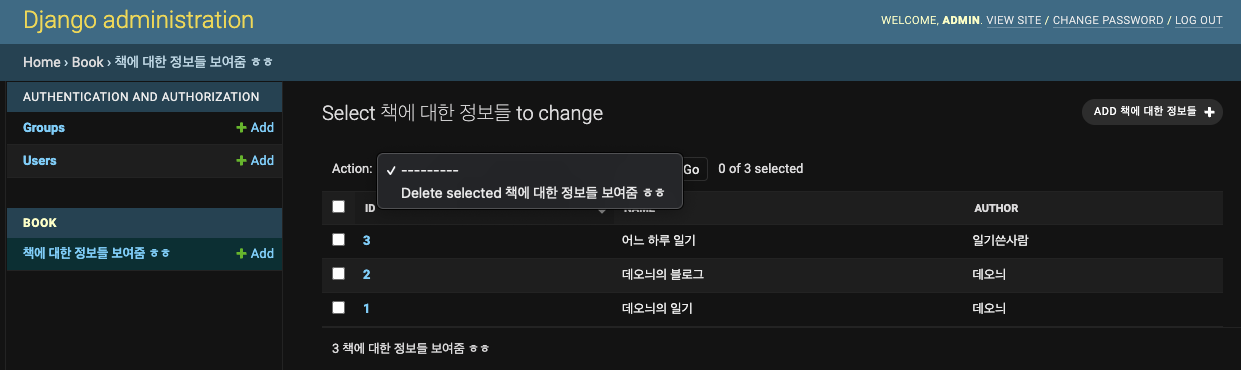 Django administration
WELCOME, ADMIN. VIEW SITE / CHANGE PASSWORD / LOG OUT
Home › Book › 책에 대한 정보들 보여줌 ㅎㅎ
AUTHENTICATION AND AUTHORIZATION
Groups + Add
Users + Add
BOOK
책에 대한 정보들 보여줌 ㅎㅎ + Add
Select 책에 대한 정보들 to change
ADD 책에 대한 정보들 +
Action: ✓ --------- Go 0 of 3 selected
Delete selected 책에 대한 정보들 보여줌 ㅎㅎ
ID NAME AUTHOR
3 어느 하루 일기 일기쓴사람
2 데오늬의 블로그 데오늬
1 데오늬의 일기 데오늬
3 책에 대한 정보들 보여줌 ㅎㅎ